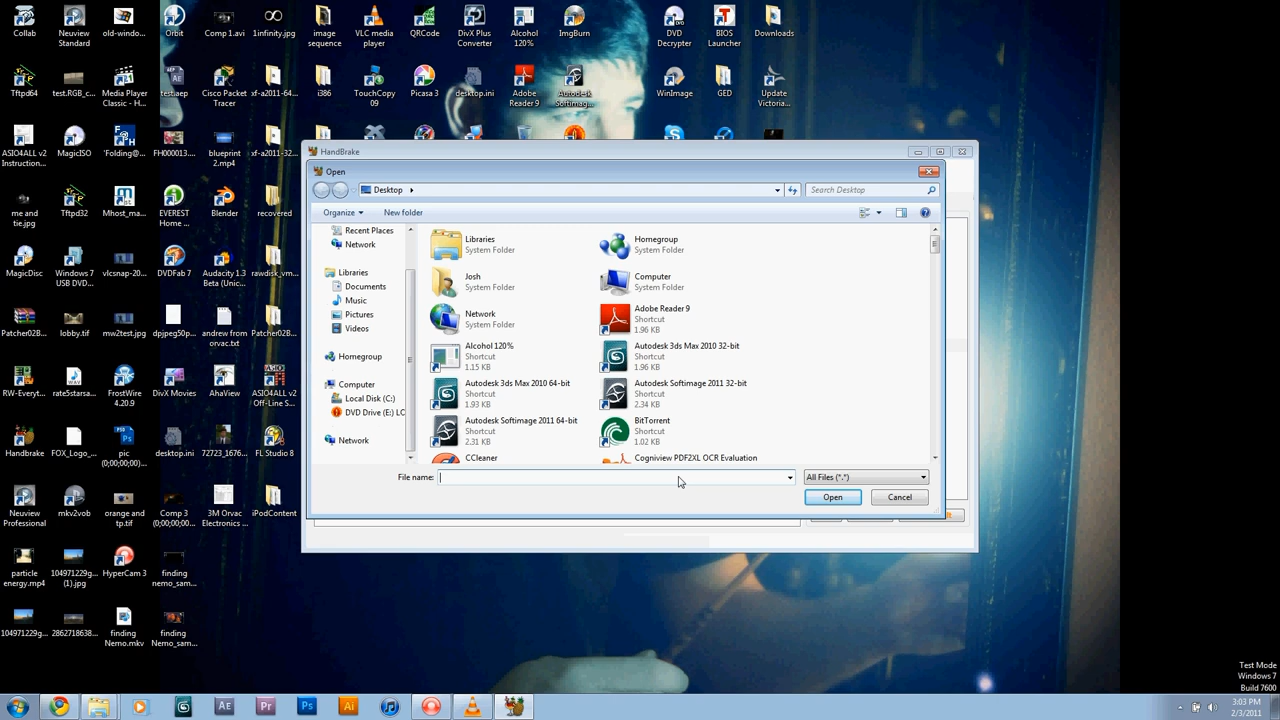 Collab
Neuview Standard
old-windo...
Orbit
Comp 1.avi
1infinity.jpg
image sequence
VLC media player
QRCode
DivX Plus Converter
Alcohol 120%
ImgBurn
DVD Decrypter
BIOS Launcher
Downloads
Tftpd64
test.RGB_c...
Media Player Classic - H...
testiaep
Cisco Packet Tracer
xf-a2011-64...
i386
TouchCopy 09
Picasa 3
desktop.ini
Adobe Reader 9
Autodesk Softimag...
WinImage
GED
Update Victoria...
ASIO4ALL v2 Instruction...
MagicISO
'Folding@...
FH000013...
blueprint 2.mp4
xf-a2011-32...
me and tie.jpg
Tftpd32
Mhost_ma...
EVEREST Home ...
Blender
recovered
MagicDisc
Windows 7 USB DVD...
vlcsnap-20...
DVDFab 7
Audacity 1.3 Beta (Unic...
rawdisk_vm...
Patcher02B...
lobby.tif
mw2test.jpg
dpjpeg50p...
andrew from orvac.txt
Patcher02B...
RW-Everyt...
rate5starsa...
FrostWire 4.20.9
DivX Movies
AhaView
ASIO4ALL v2 Off-Line S...
Handbrake
FOX_Logo_...
pic (0;00;00;00)...
desktop.ini
72723_1676...
FL Studio 8
Neuview Professional
mkv2vob
orange and tp.tif
Comp 3 (0;00;00;00)...
3M Orvac Electronics ...
iPodContent
particle energy.mp4
104971229g... (1).jpg
HyperCam 3
finding nemo_sam...
104971229g...
2862718638...
finding Nemo.mkv
finding Nemo_sam...
HandBrake
Open
Desktop
Search Desktop
Organize
New folder
Recent Places
Network
Libraries
Documents
Music
Pictures
Videos
Homegroup
Computer
Local Disk (C:)
DVD Drive (E:) LC
Network
Libraries
System Folder
Homegroup
System Folder
Josh
System Folder
Computer
System Folder
Network
System Folder
Adobe Reader 9
Shortcut
1.96 KB
Alcohol 120%
Shortcut
1.15 KB
Autodesk 3ds Max 2010 32-bit
Shortcut
1.96 KB
Autodesk 3ds Max 2010 64-bit
Shortcut
1.93 KB
Autodesk Softimage 2011 32-bit
Shortcut
2.34 KB
Autodesk Softimage 2011 64-bit
Shortcut
2.31 KB
BitTorrent
Shortcut
1.02 KB
CCleaner
Cogniview PDF2XL OCR Evaluation
File name:
All Files (*.*)
Open
Cancel
Test Mode
Windows 7
Build 7600
3:03 PM
2/3/2011